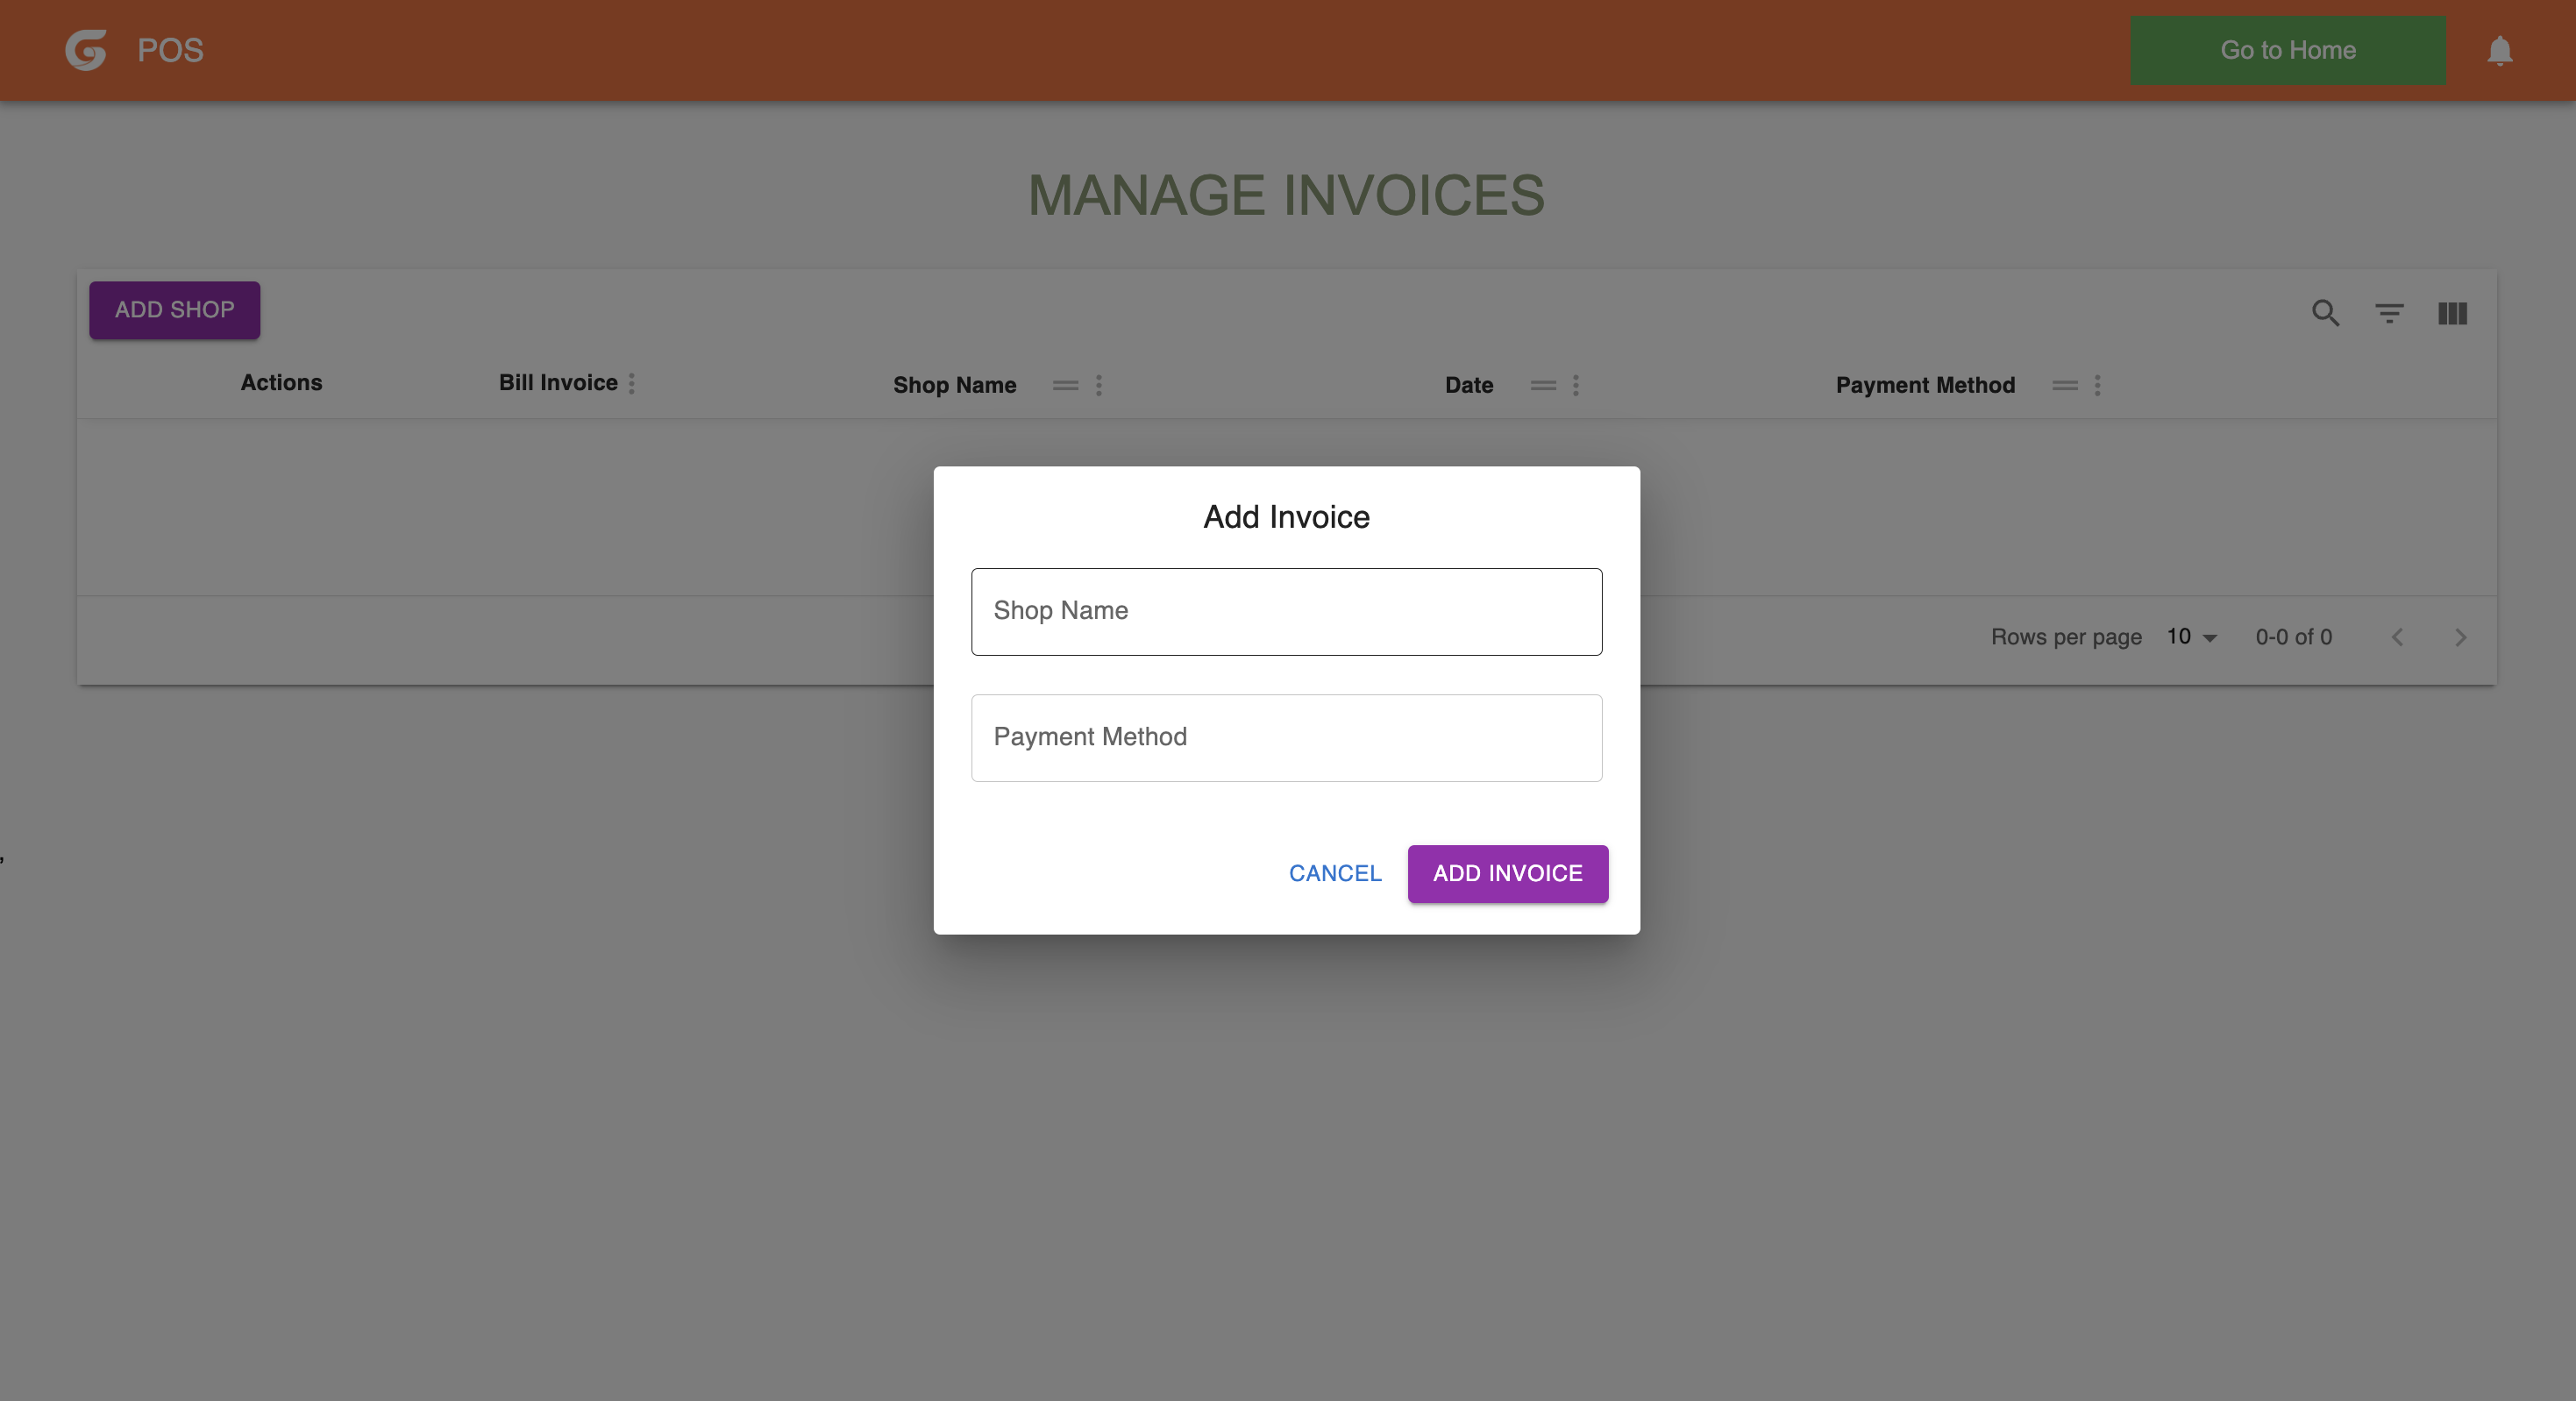 POS
Go to Home
MANAGE INVOICES
ADD SHOP
Actions Bill Invoice Shop Name Date Payment Method
Add Invoice
Shop Name
Rows per page 10 0-0 of 0
Payment Method
,
CANCEL ADD INVOICE